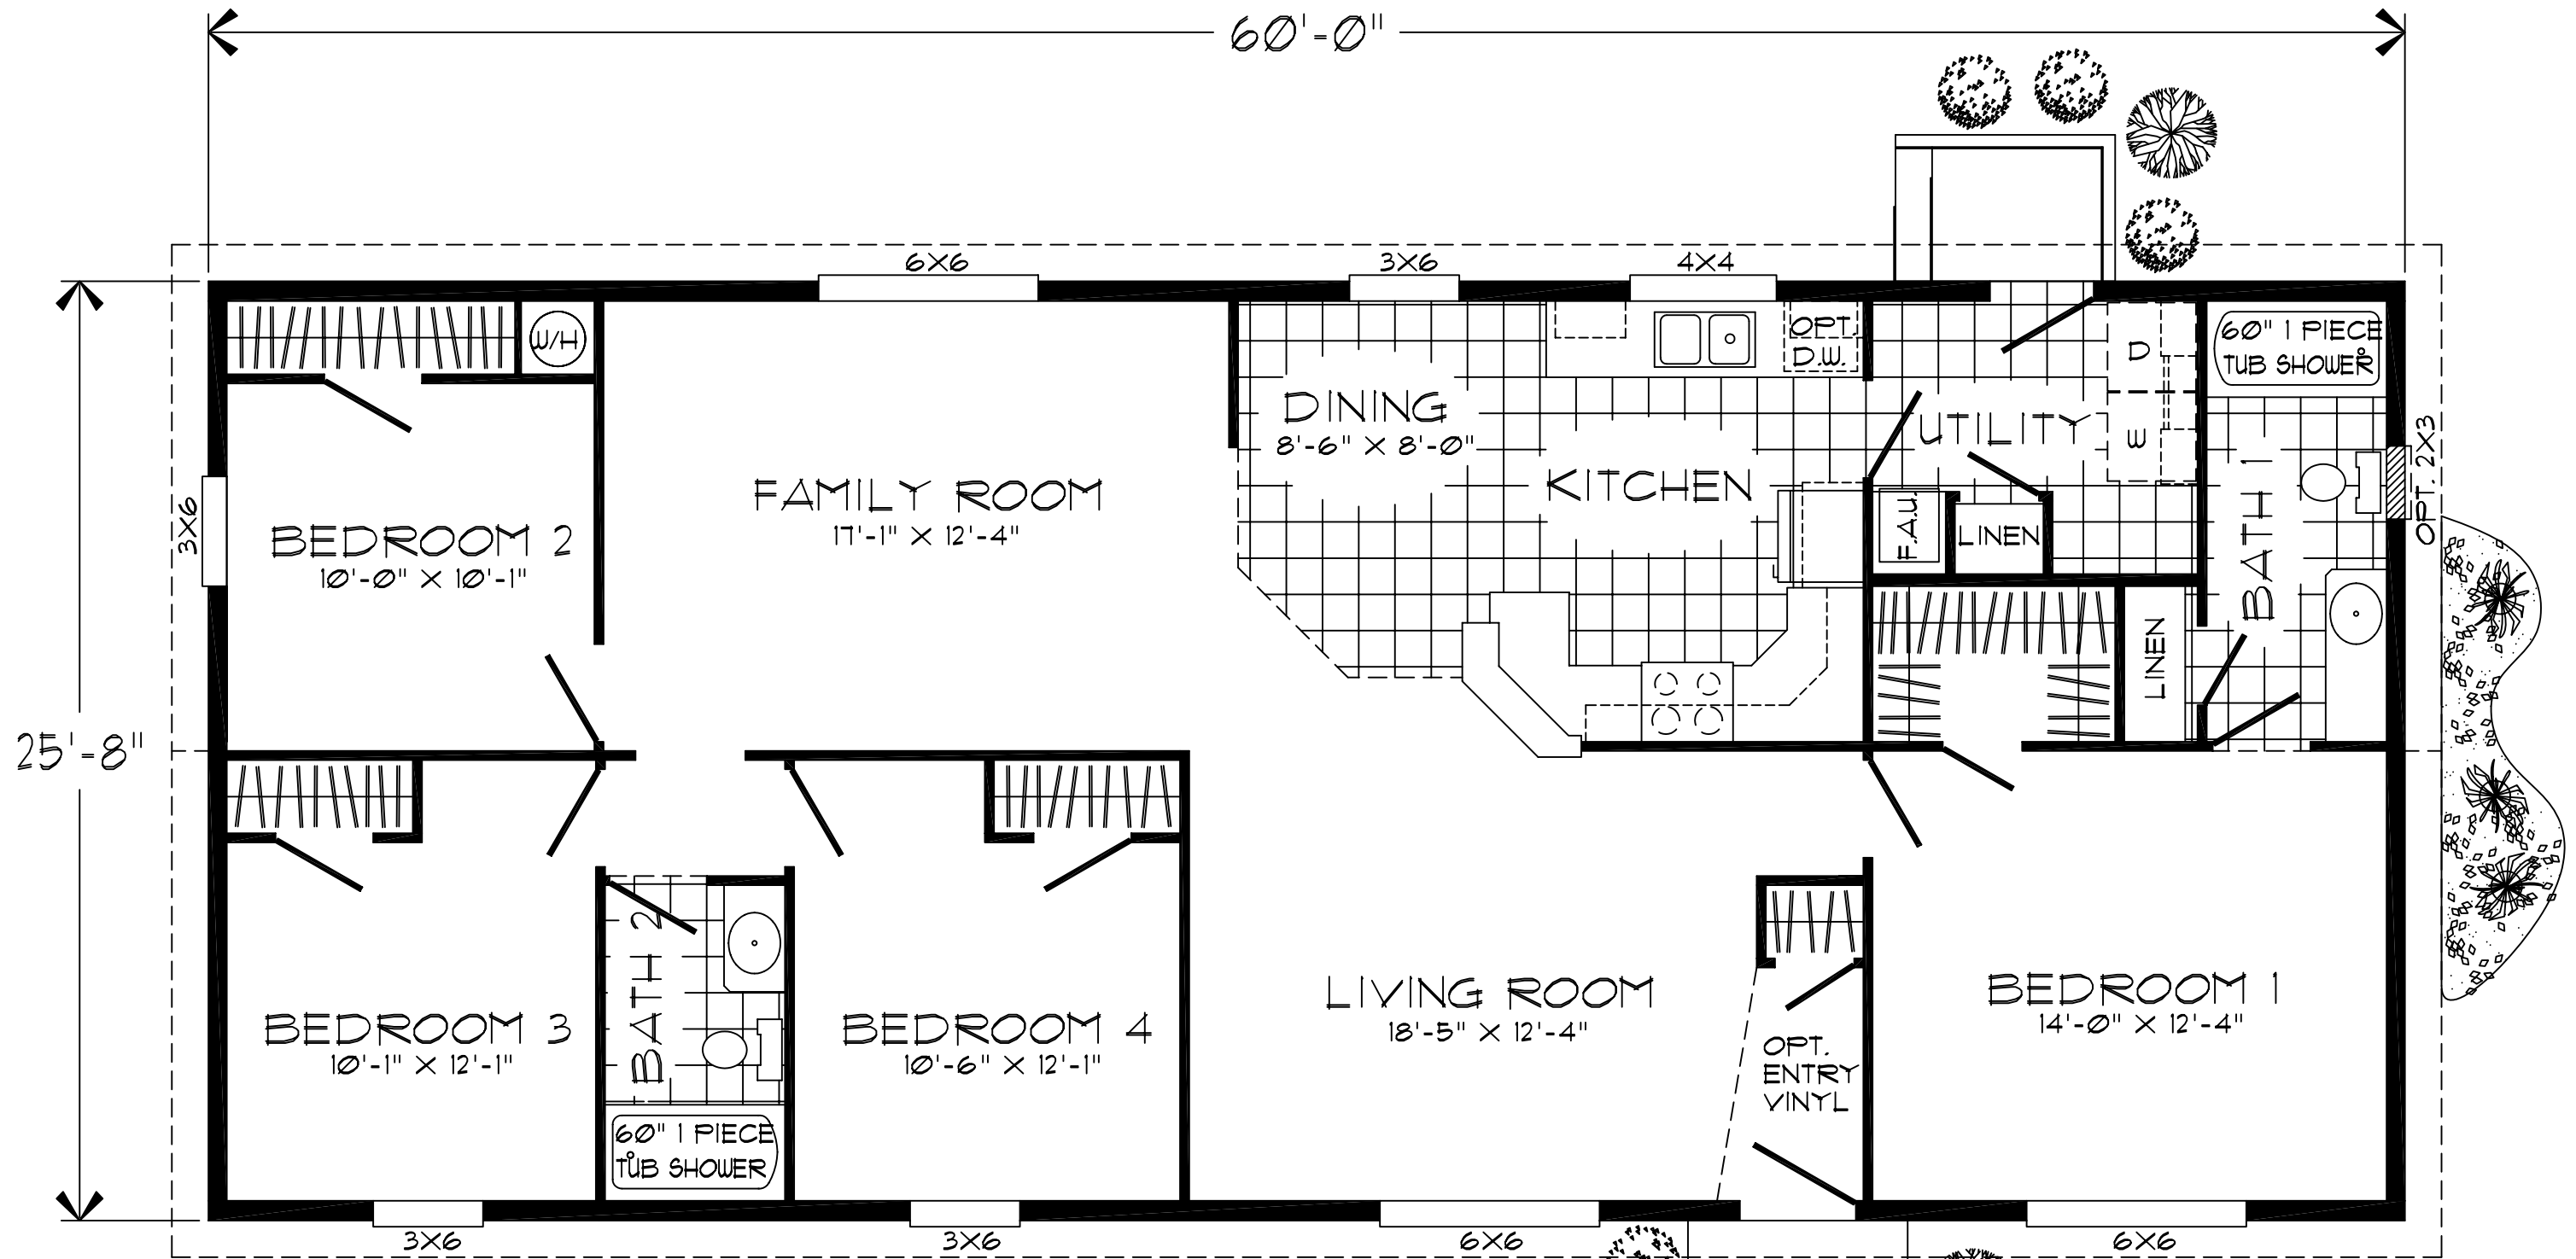 60'-0"
6X6
3X6
4X4
W/H
OPT.
D.W.
D
60" 1 PIECE
TUB SHOWER
DINING
8'-6" X 8'-0"
UTILITY
W
OPT. 2X3
FAMILY ROOM
17'-1" X 12'-4"
KITCHEN
3X6
BEDROOM 2
10'-0" X 10'-1"
F.A.U.
LINEN
BATH 1
LINEN
25'-8"
BATH 2
LIVING ROOM
18'-5" X 12'-4"
BEDROOM 1
14'-0" X 12'-4"
BEDROOM 3
10'-1" X 12'-1"
BEDROOM 4
10'-6" X 12'-1"
OPT.
ENTRY
VINYL
60" 1 PIECE
TUB SHOWER
3X6
3X6
6X6
6X6